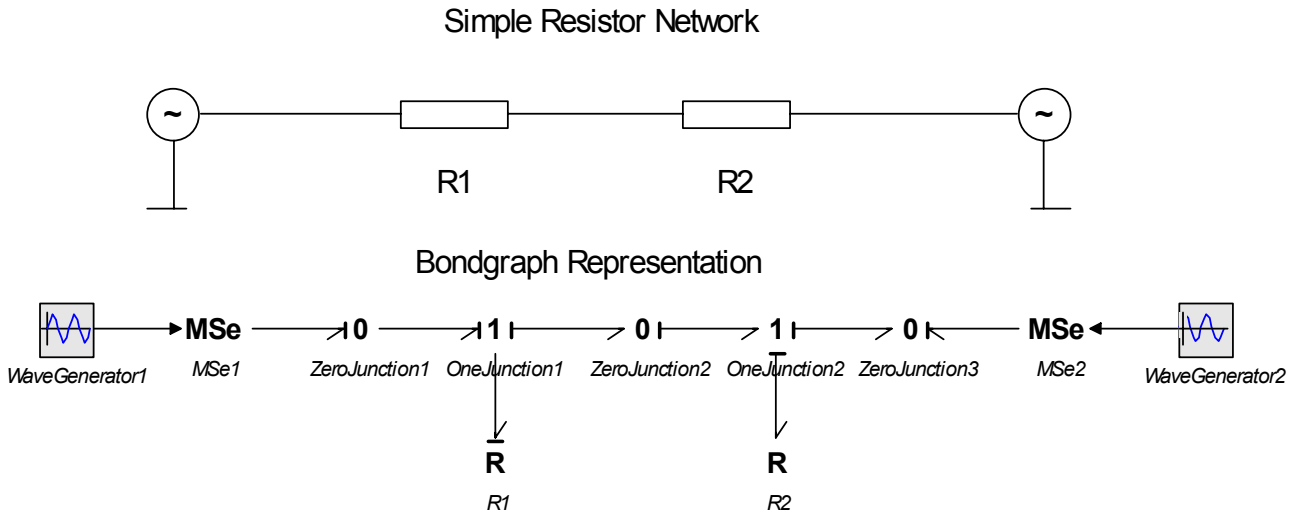 Simple Resistor Network
~ ~
R1 R2
Bondgraph Representation
MSe 0 1 0 1 0 MSe
WaveGenerator1 MSe1 ZeroJunction1 OneJunction1 ZeroJunction2 OneJunction2 ZeroJunction3 MSe2 WaveGenerator2
R R
R1 R2